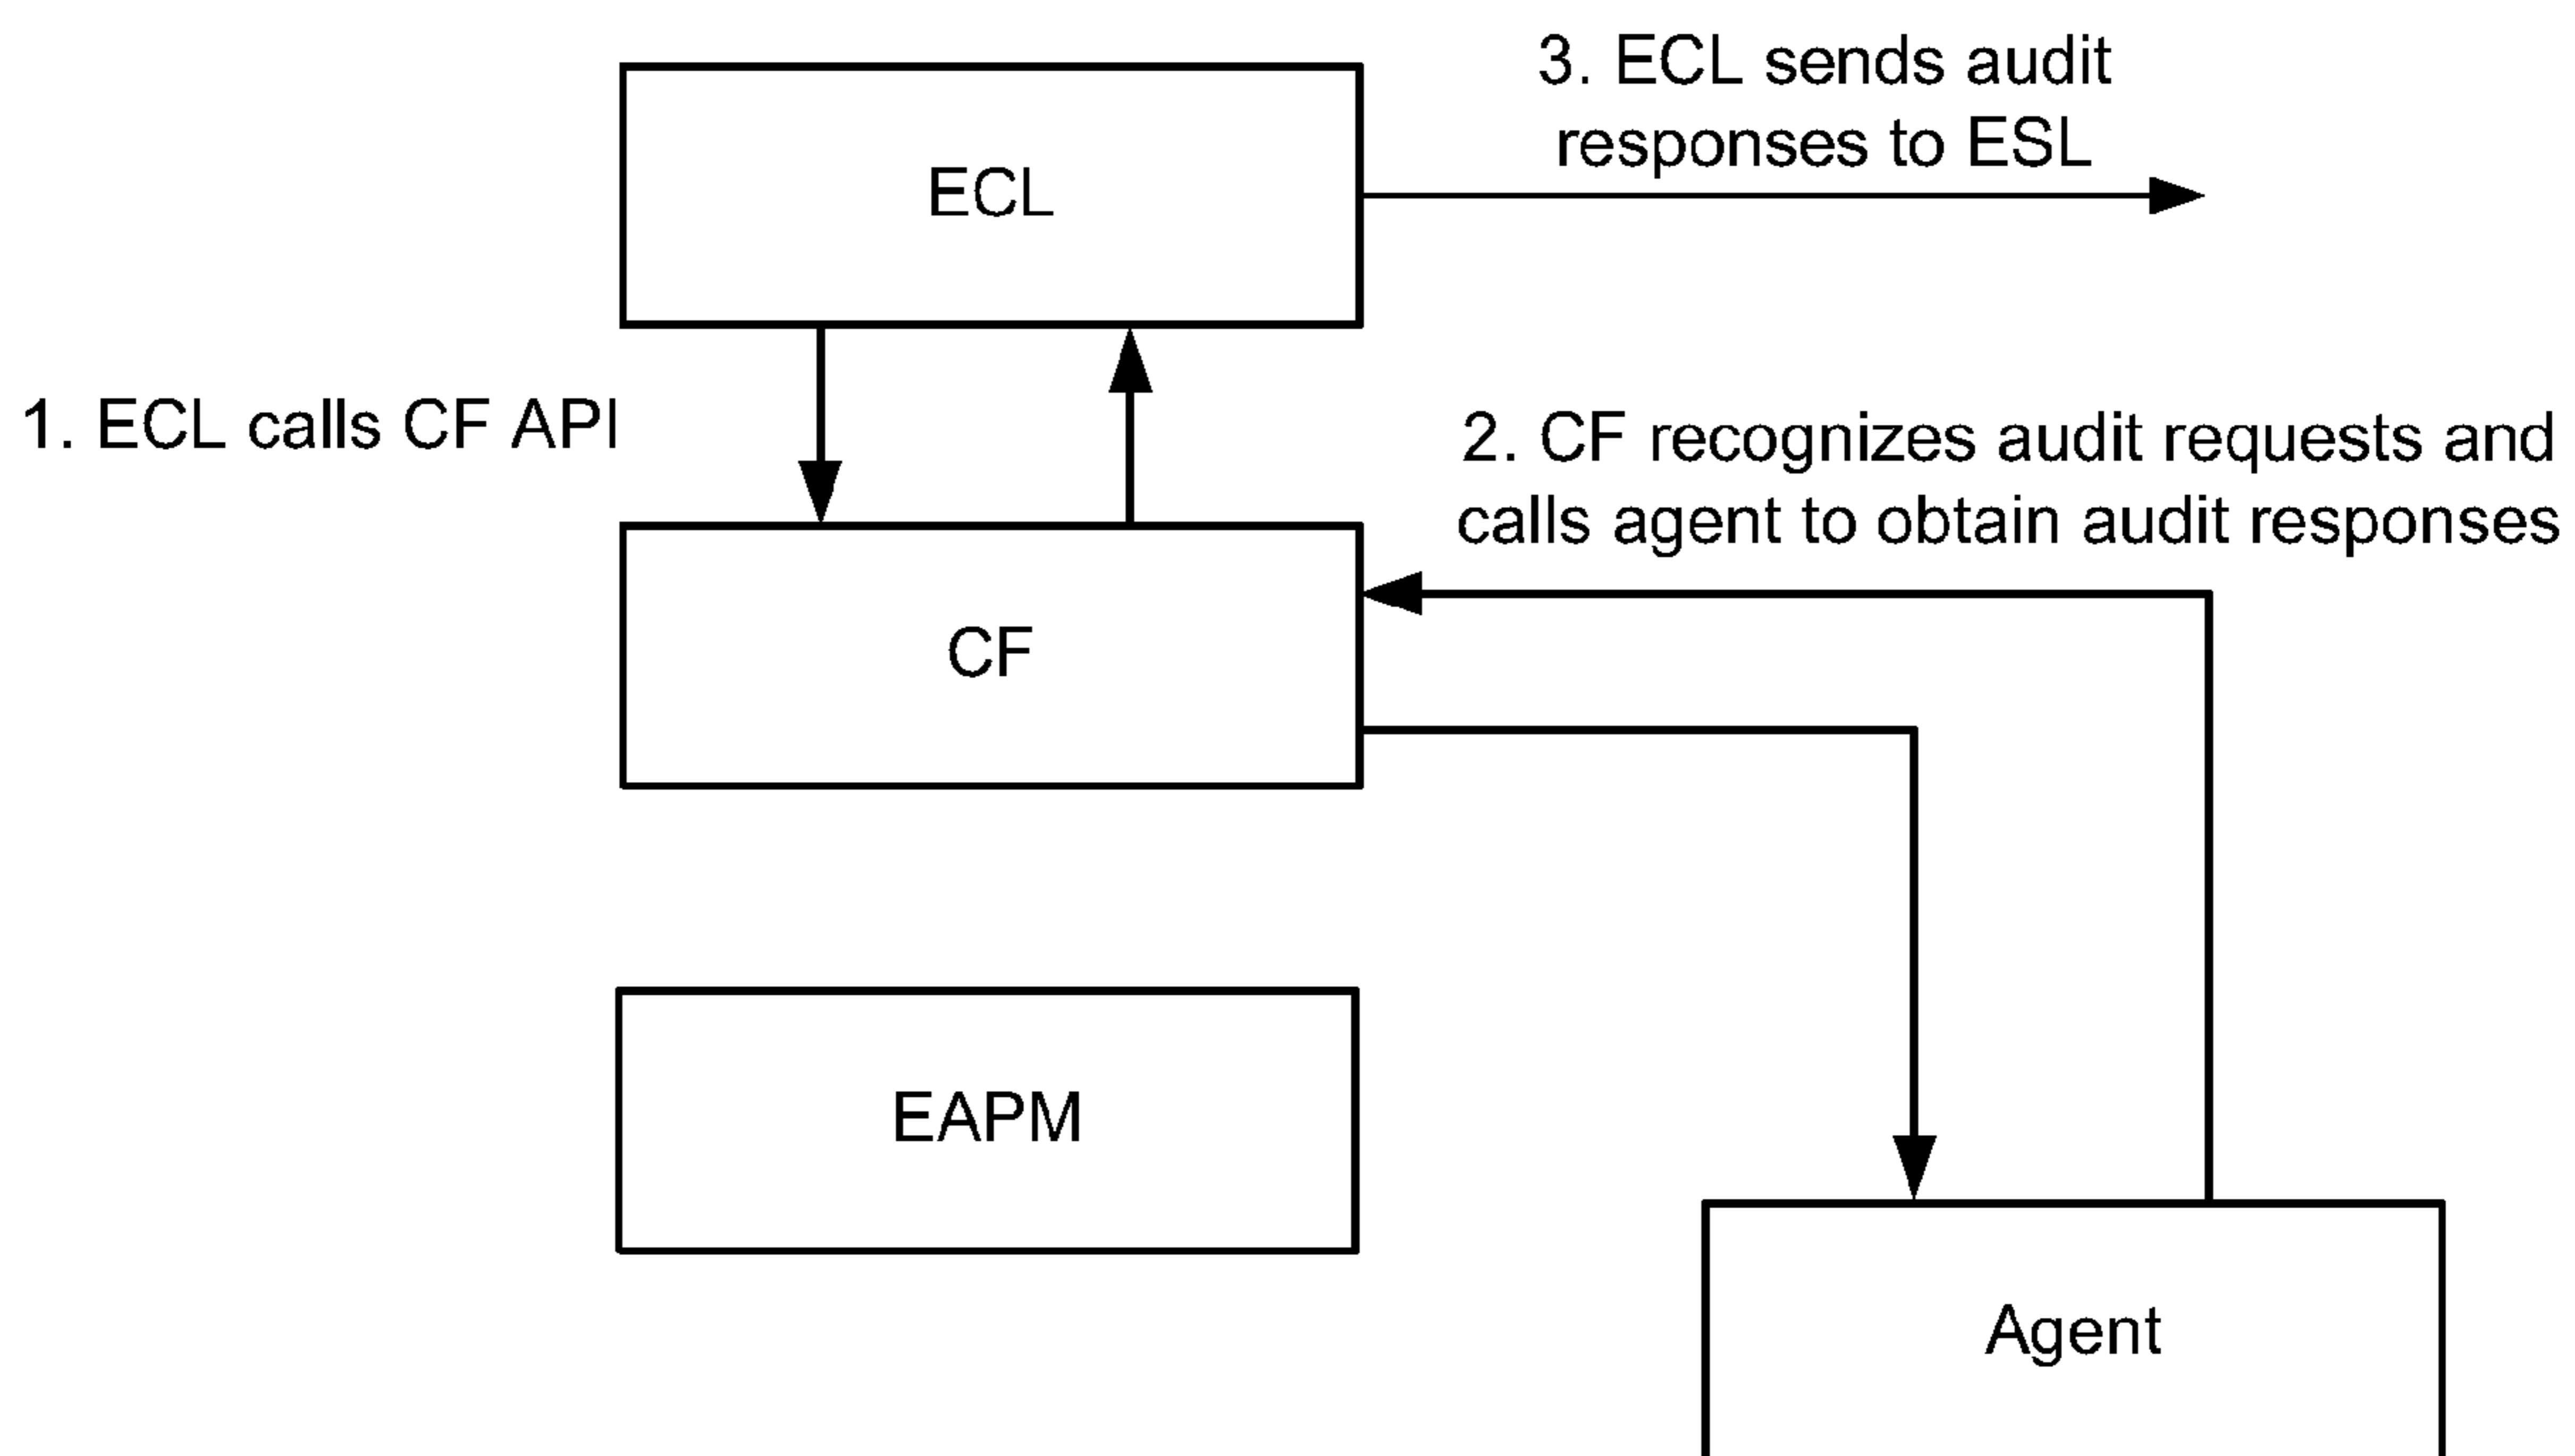 3. ECL sends audit
responses to ESL
ECL
1. ECL calls CF API
2. CF recognizes audit requests and
calls agent to obtain audit responses
CF
EAPM
Agent